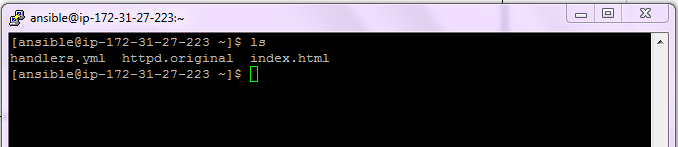 ansible@ip-172-31-27-223:~
[ansible@ip-172-31-27-223 ~]$ ls
handlers.yml  httpd.original  index.html
[ansible@ip-172-31-27-223 ~]$